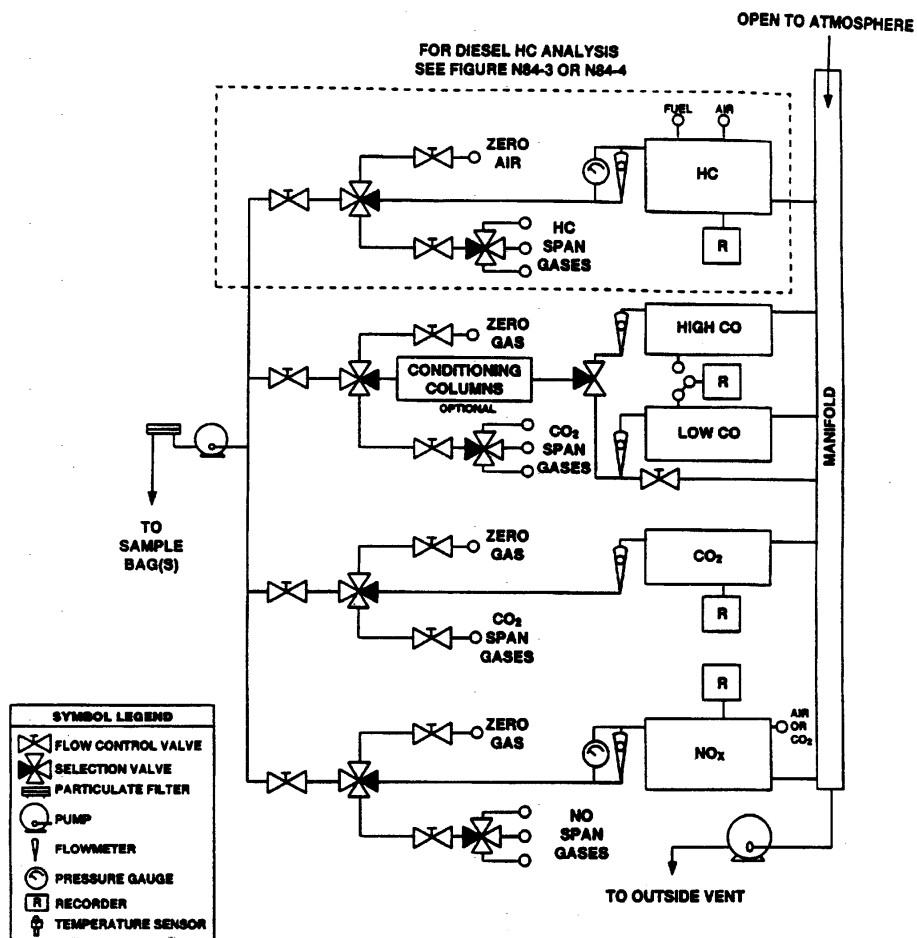 OPEN TO ATMOSPHERE
FOR DIESEL HC ANALYSIS
SEE FIGURE N84-3 OR N84-4
FUEL
AIR
ZERO
AIR
HC
HC
SPAN
GASES
R
ZERO
GAS
HIGH CO
CONDITIONING
COLUMNS
OPTIONAL
R
CO₂
SPAN
GASES
LOW CO
MANIFOLD
TO
SAMPLE
BAG(S)
ZERO
GAS
CO₂
R
CO₂
SPAN
GASES
R
ZERO
GAS
AIR
OR
CO₂
NOX
NO
SPAN
GASES
TO OUTSIDE VENT
SYMBOL LEGEND
FLOW CONTROL VALVE
SELECTION VALVE
PARTICULATE FILTER
PUMP
FLOWMETER
PRESSURE GAUGE
R RECORDER
TEMPERATURE SENSOR